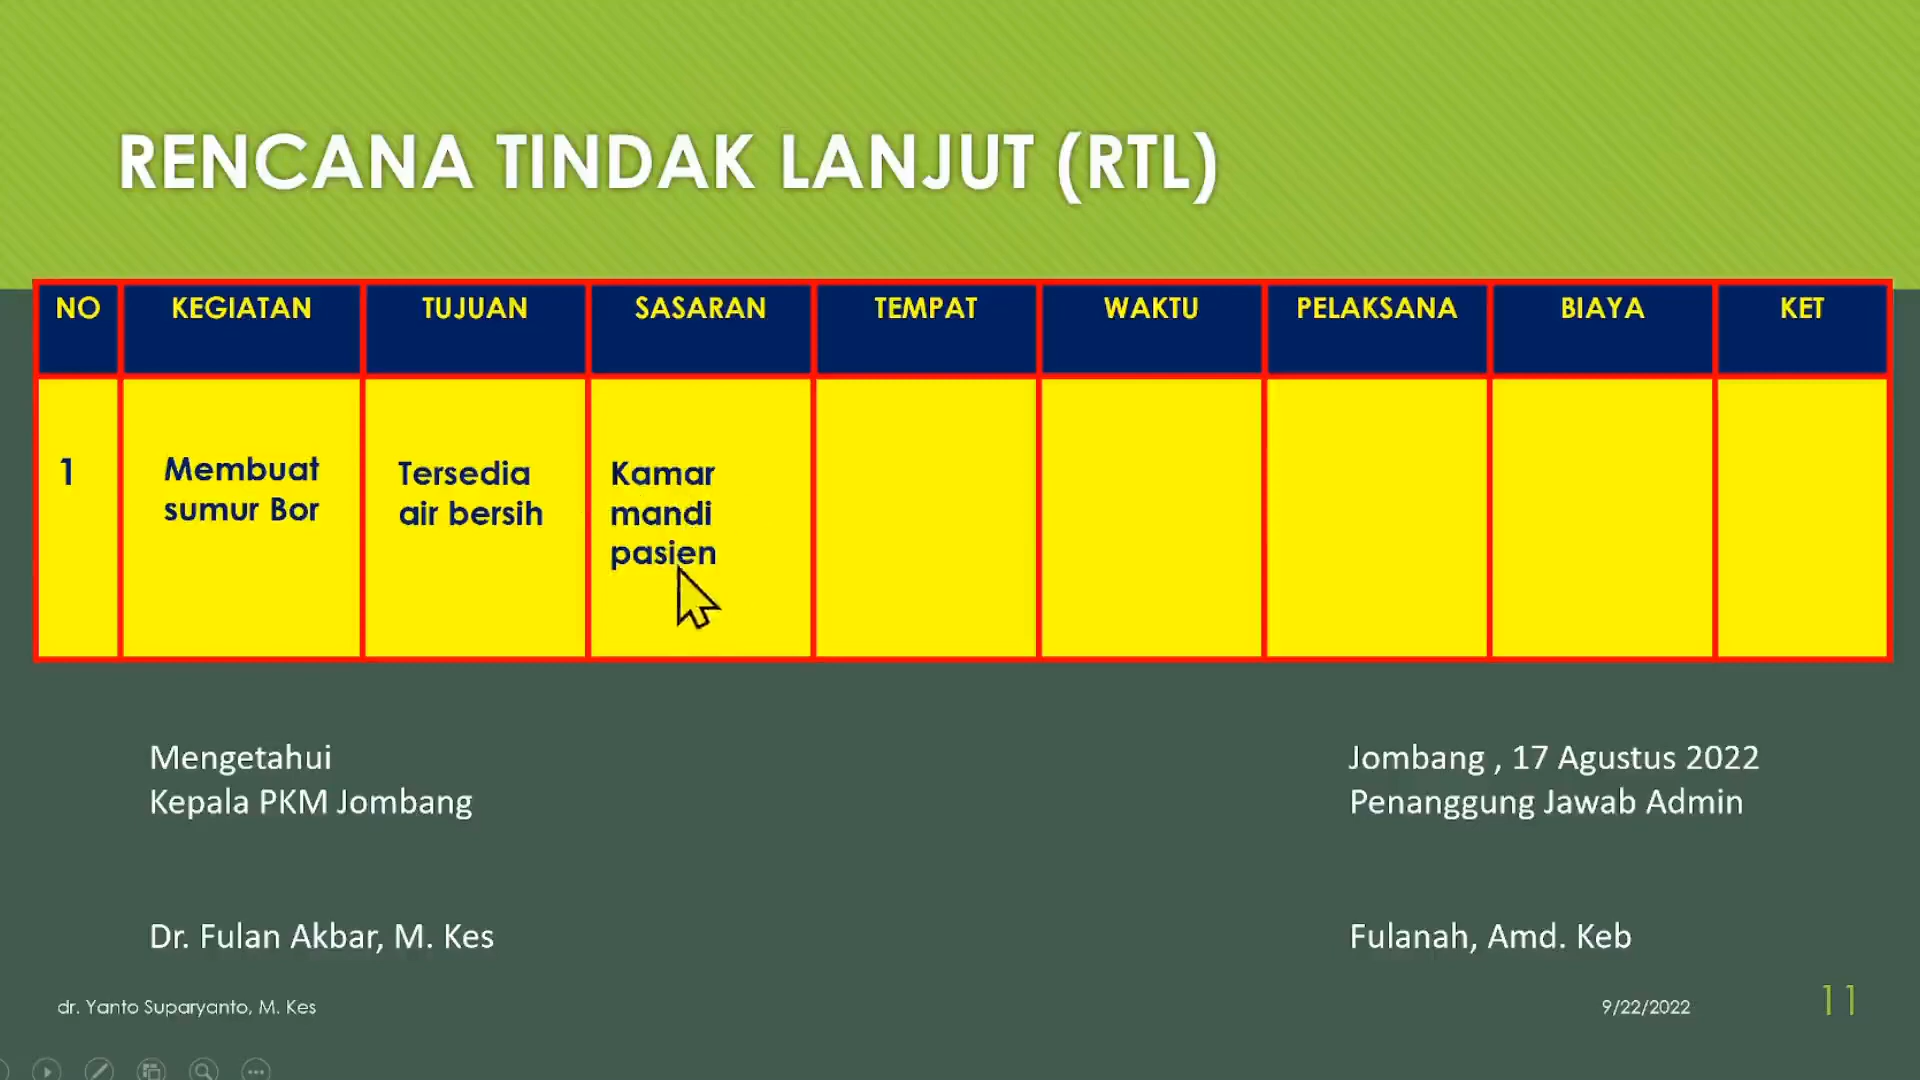 RENCANA TINDAK LANJUT (RTL)
NO KEGIATAN TUJUAN SASARAN TEMPAT WAKTU PELAKSANA BIAYA KET
1
Membuat
sumur Bor
Tersedia
air bersih
Kamar
mandi
pasien
Mengetahui
Kepala PKM Jombang
Dr. Fulan Akbar, M. Kes
Jombang , 17 Agustus 2022
Penanggung Jawab Admin
Fulanah, Amd. Keb
dr. Yanto Suparyanto, M. Kes
9/22/2022
11